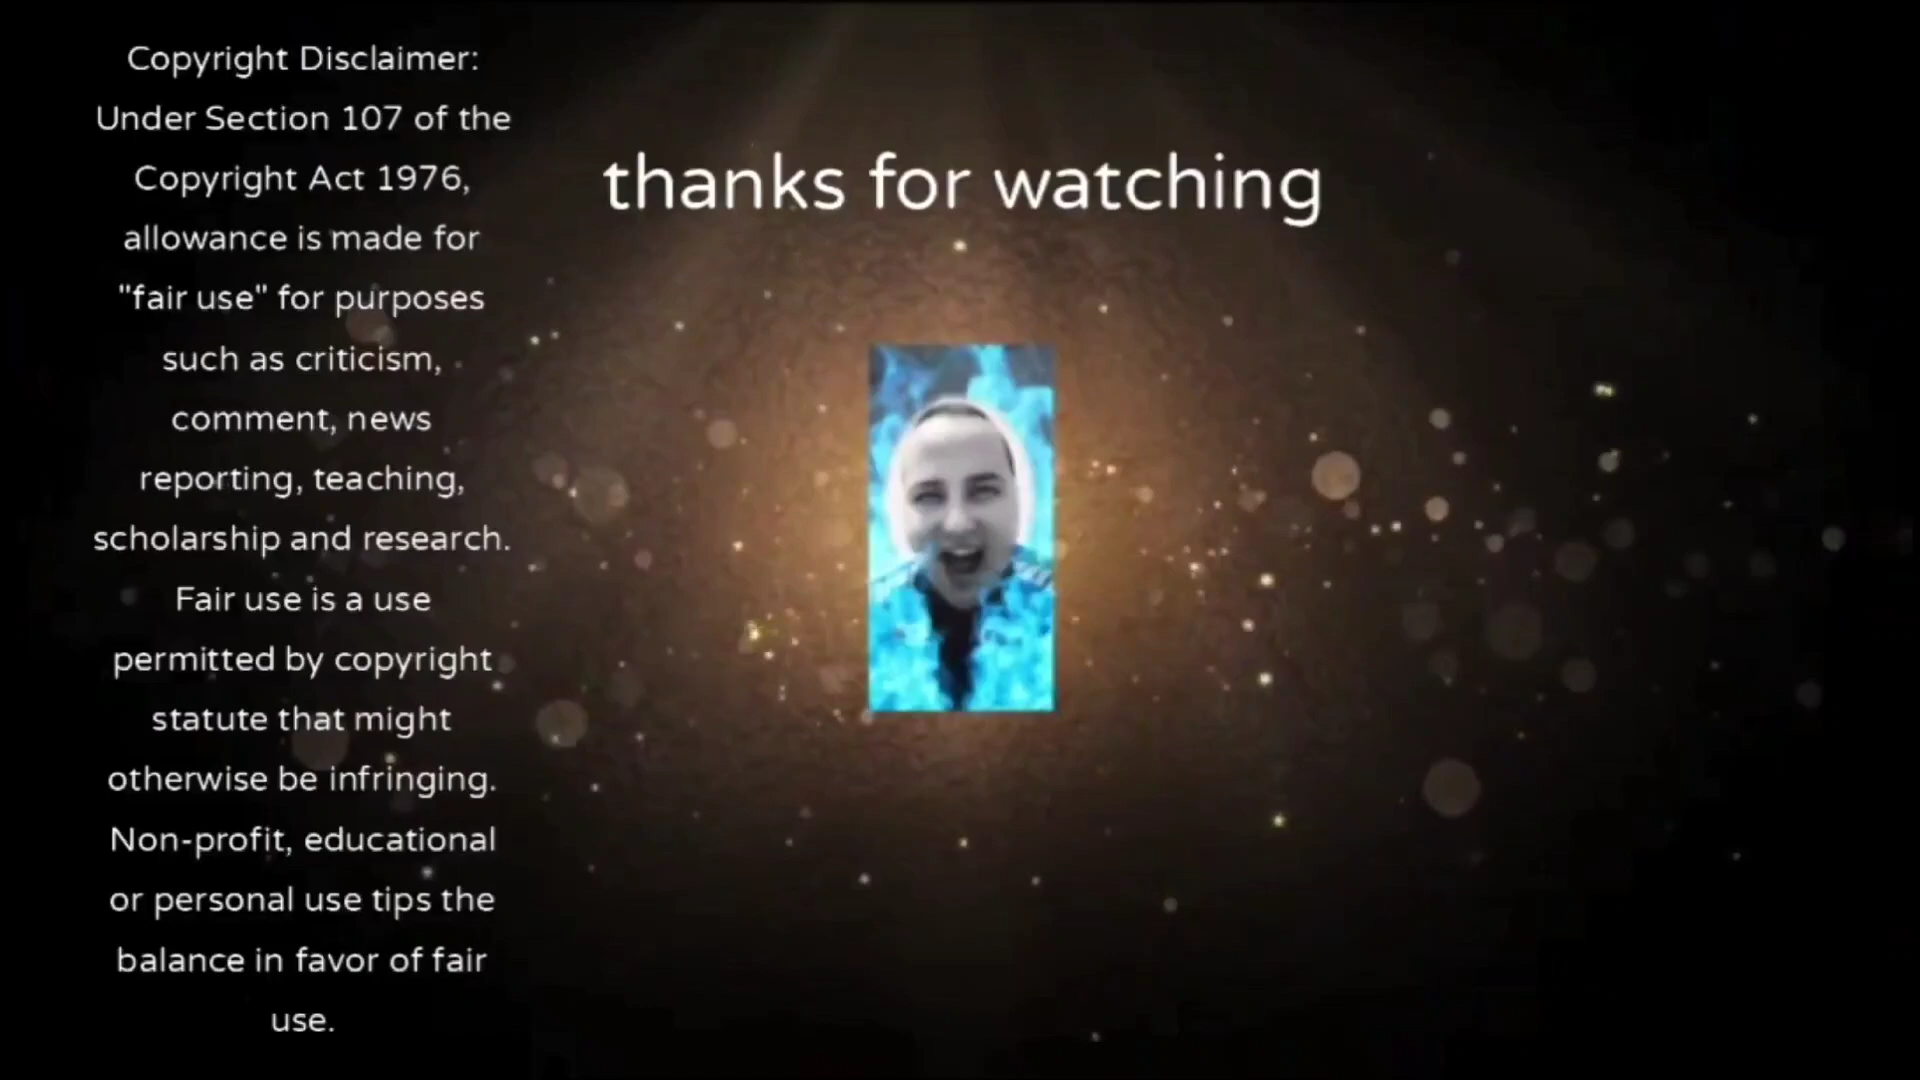 Copyright Disclaimer:
Under Section 107 of the
Copyright Act 1976,
allowance is made for
"fair use" for purposes
such as criticism,
comment, news
reporting, teaching,
scholarship and research.
Fair use is a use
permitted by copyright
statute that might
otherwise be infringing.
Non-profit, educational
or personal use tips the
balance in favor of fair
use.
thanks for watching